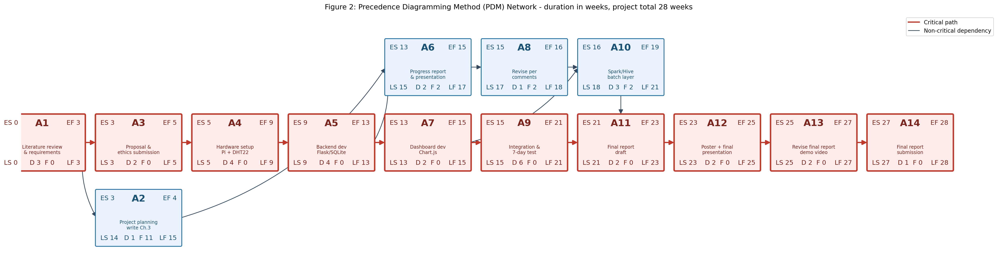 Figure 2: Precedence Diagramming Method (PDM) Network - duration in weeks, project total 28 weeks
Critical path
Non-critical dependency
ES 13 A6 EF 15
Progress report
& presentation
LS 15 D 2 F 2 LF 17
ES 15 A8 EF 16
Revise per
comments
LS 17 D 1 F 2 LF 18
ES 16 A10 EF 19
Spark/Hive
batch layer
LS 18 D 3 F 2 LF 21
ES 0 A1 EF 3
Literature review
& requirements
LS 0 D 3 F 0 LF 3
ES 3 A3 EF 5
Proposal &
ethics submission
LS 3 D 2 F 0 LF 5
ES 5 A4 EF 9
Hardware setup
Pi + DHT22
LS 5 D 4 F 0 LF 9
ES 9 A5 EF 13
Backend dev
Flask/SQLite
LS 9 D 4 F 0 LF 13
ES 13 A7 EF 15
Dashboard dev
Chart.js
LS 13 D 2 F 0 LF 15
ES 15 A9 EF 21
Integration &
7-day test
LS 15 D 6 F 0 LF 21
ES 21 A11 EF 23
Final report
draft
LS 21 D 2 F 0 LF 23
ES 23 A12 EF 25
Poster + final
presentation
LS 23 D 2 F 0 LF 25
ES 25 A13 EF 27
Revise final report
demo video
LS 25 D 2 F 0 LF 27
ES 27 A14 EF 28
Final report
submission
LS 27 D 1 F 0 LF 28
ES 3 A2 EF 4
Project planning
write Ch.3
LS 14 D 1 F 11 LF 15